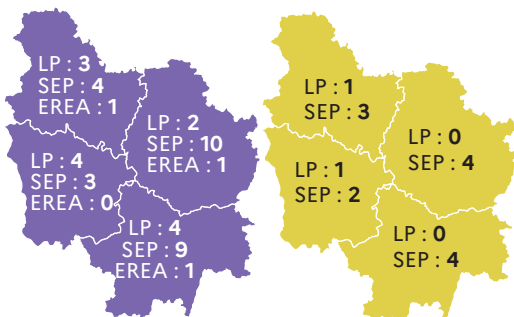 LP : 3
SEP : 4
EREA : 1
LP : 2
SEP : 10
EREA : 1
LP : 4
SEP : 3
EREA : 0
LP : 4
SEP : 9
EREA : 1
LP : 1
SEP : 3
LP : 0
SEP : 4
LP : 1
SEP : 2
LP : 0
SEP : 4